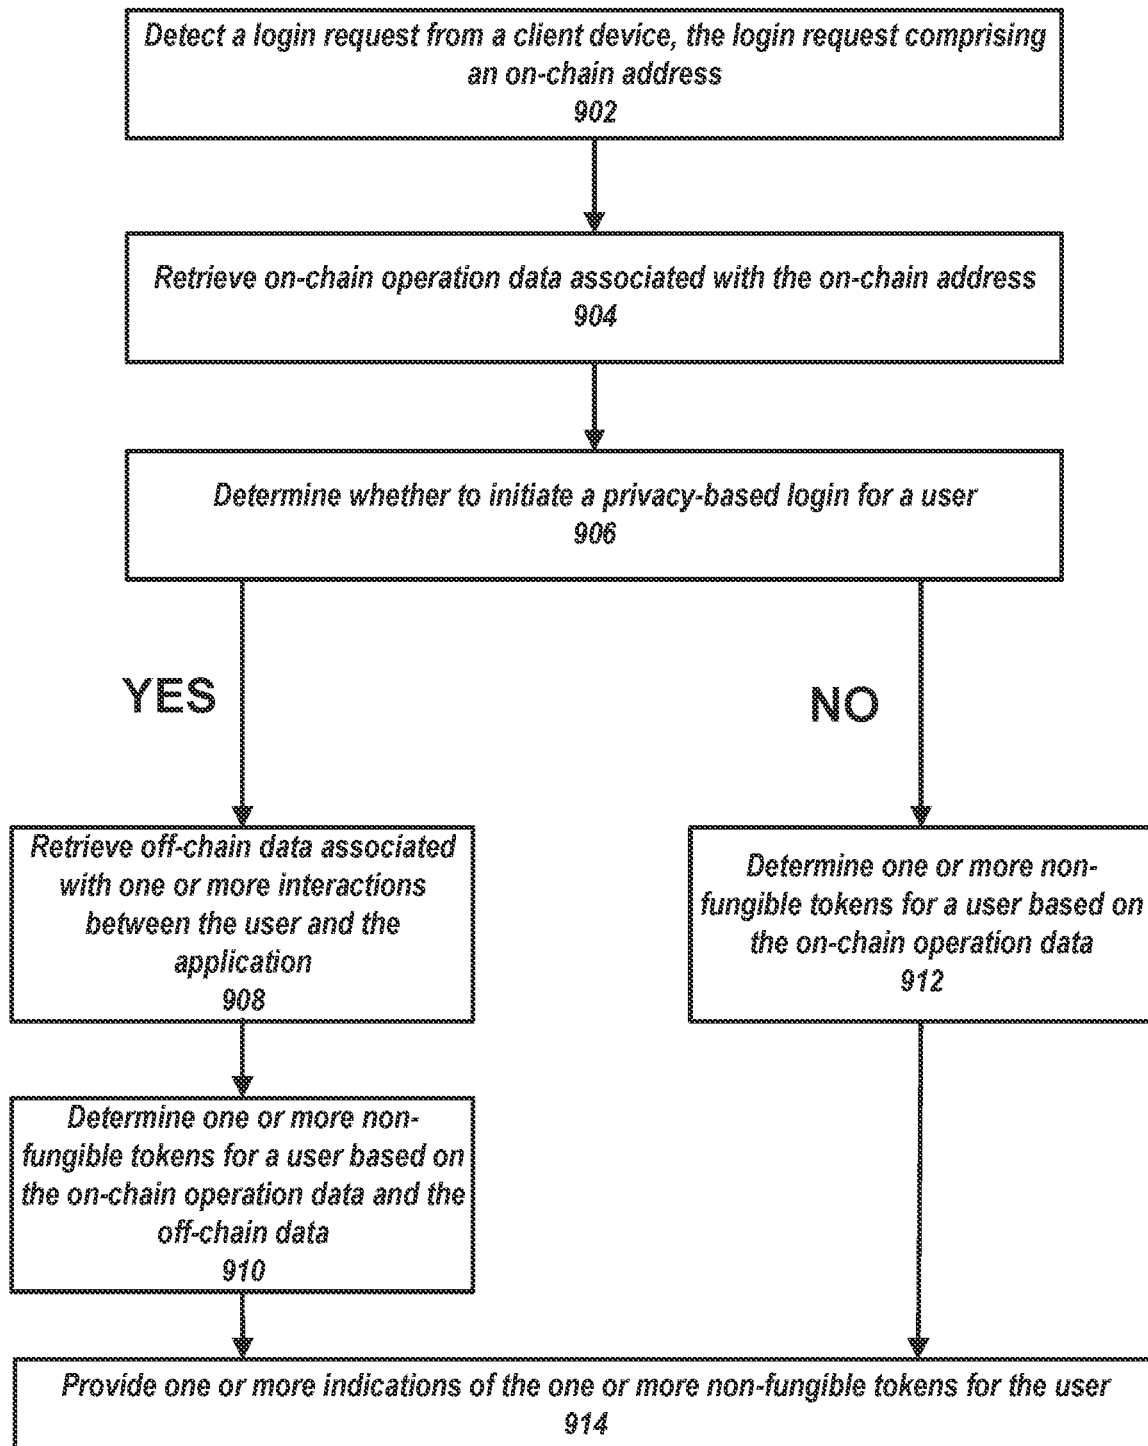 Detect a login request from a client device, the login request comprising
an on-chain address
902
Retrieve on-chain operation data associated with the on-chain address
904
Determine whether to initiate a privacy-based login for a user
906
YES
NO
Retrieve off-chain data associated
with one or more interactions
between the user and the
application
908
Determine one or more non-
fungible tokens for a user based on
the on-chain operation data
912
Determine one or more non-
fungible tokens for a user based on
the on-chain operation data and the
off-chain data
910
Provide one or more indications of the one or more non-fungible tokens for the user
914